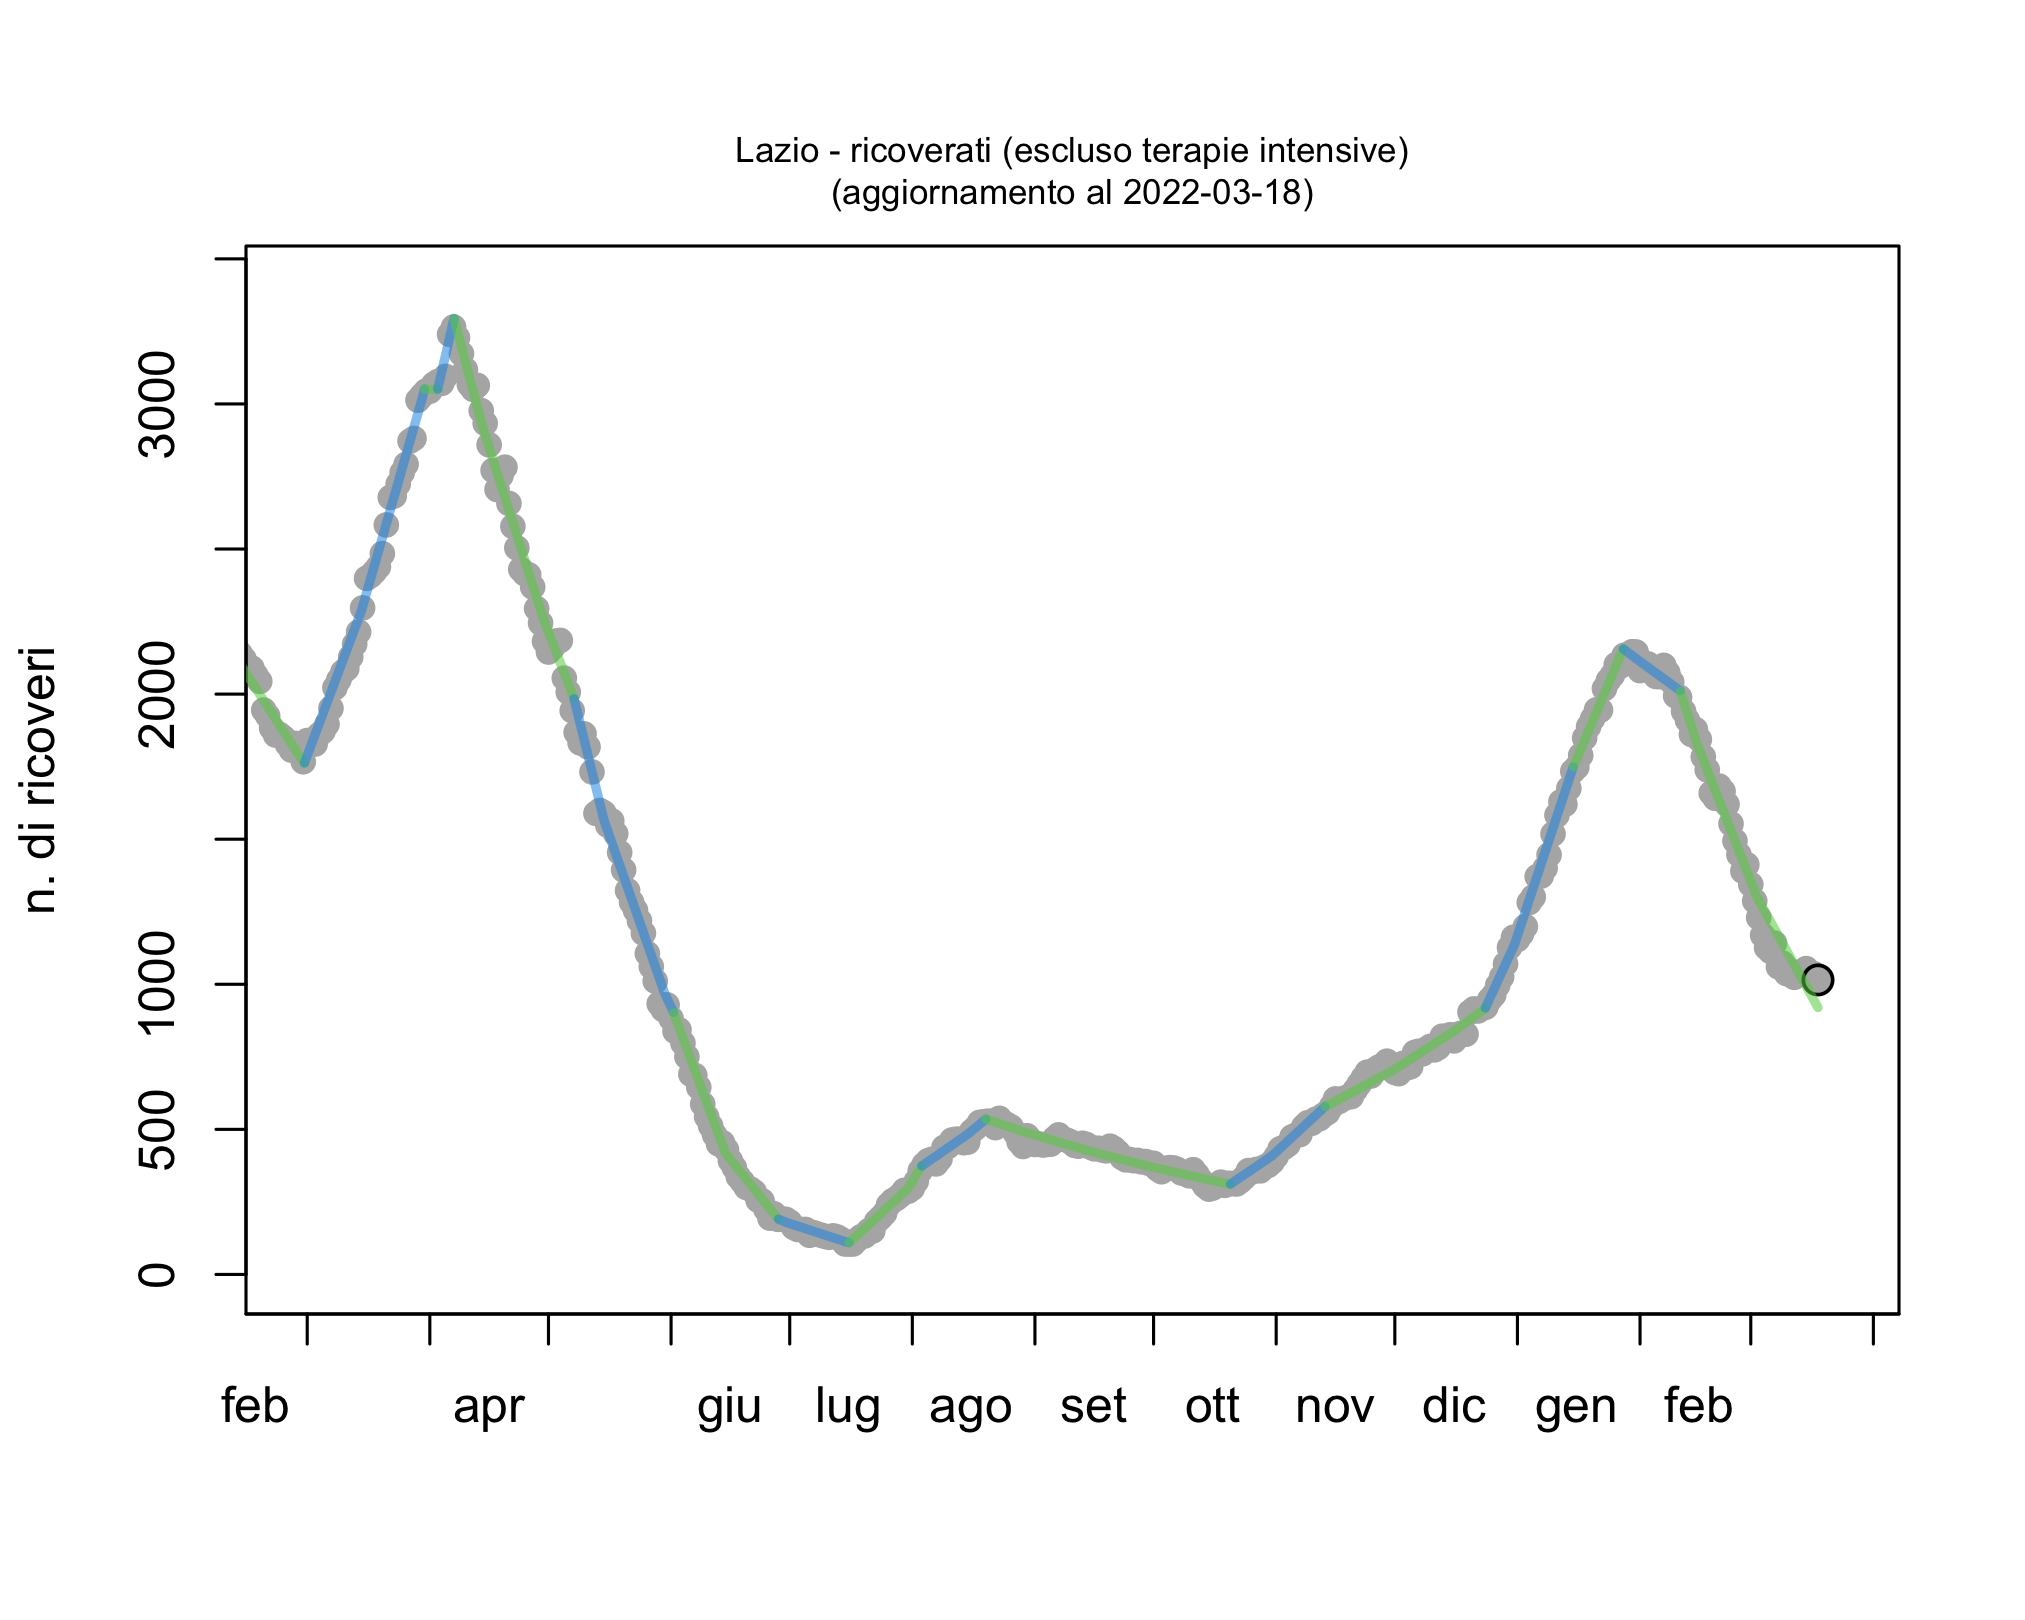 Lazio - ricoverati (escluso terapie intensive)
(aggiornamento al 2022-03-18)
n. di ricoveri
3000
2000
1000
500
0
feb apr giu lug ago set ott nov dic gen feb